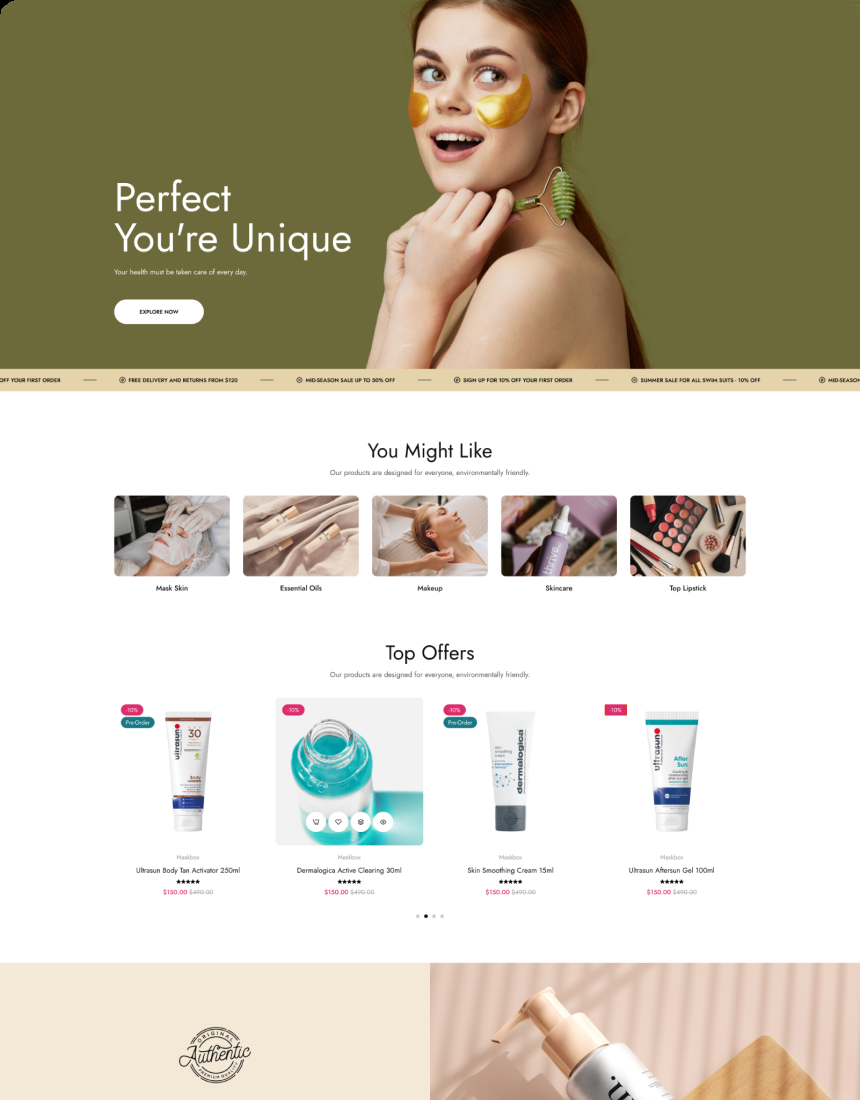 Perfect
You're Unique
Your health must be taken care of every day.
EXPLORE NOW
OFF YOUR FIRST ORDER
FREE DELIVERY AND RETURNS FROM $120
MID-SEASON SALE UP TO 50% OFF
SIGN UP FOR 10% OFF YOUR FIRST ORDER
SUMMER SALE FOR ALL SWIM SUITS - 10% OFF
MID-SEASON
You Might Like
Our products are designed for everyone, environmentally friendly.
thrive.
Mask Skin
Essential Oils
Makeup
Skincare
Top Lipstick
Top Offers
Our products are designed for everyone, environmentally friendly.
-10%
Pre-Order
ultrasun
30
Body
-10%
-10%
Pre-Order
skin
smoothing
cream
dermalogica
-10%
ultrasun
After
Sun
Maskbox
Ultrasun Body Tan Activator 250ml
$150.00 $490.00
Maskbox
Dermalogica Active Clearing 30ml
$150.00 $490.00
Maskbox
Skin Smoothing Cream 15ml
$150.00 $490.00
Maskbox
Ultrasun Aftersun Gel 100ml
$150.00 $490.00
ORIGINAL
Authentic
PREMIUM QUALITY